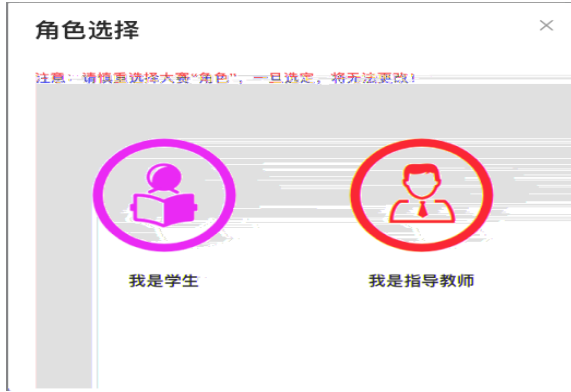 角色选择
注意：请慎重选择大赛“角色”，一旦选定，将无法更改！
我是学生
我是指导教师